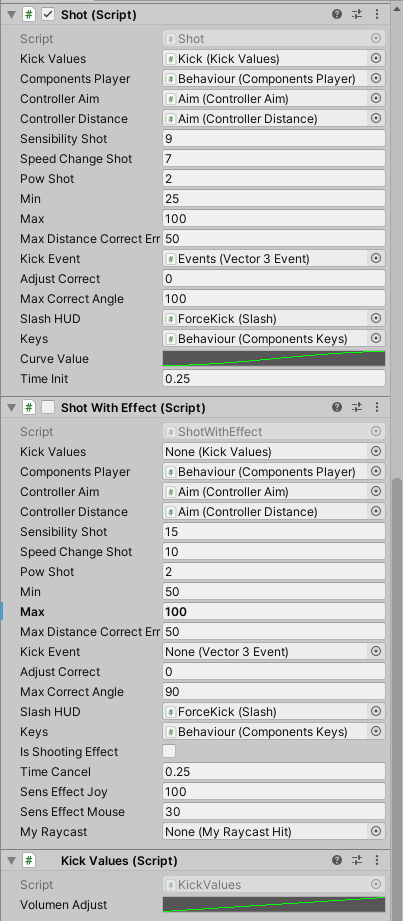 # Shot (Script)
Script # Shot
Kick Values # Kick (Kick Values)
Components Player # Behaviour (Components Player)
Controller Aim # Aim (Controller Aim)
Controller Distance # Aim (Controller Distance)
Sensibility Shot 9
Speed Change Shot 7
Pow Shot 2
Min 25
Max 100
Max Distance Correct Err 50
Kick Event # Events (Vector 3 Event)
Adjust Correct 0
Max Correct Angle 100
Slash HUD # ForceKick (Slash)
Keys # Behaviour (Components Keys)
Curve Value
Time Init 0.25
# Shot With Effect (Script)
Script # ShotWithEffect
Kick Values None (Kick Values)
Components Player # Behaviour (Components Player)
Controller Aim # Aim (Controller Aim)
Controller Distance # Aim (Controller Distance)
Sensibility Shot 15
Speed Change Shot 10
Pow Shot 2
Min 50
Max 100
Max Distance Correct Err 50
Kick Event None (Vector 3 Event)
Adjust Correct 0
Max Correct Angle 90
Slash HUD # ForceKick (Slash)
Keys # Behaviour (Components Keys)
Is Shooting Effect
Time Cancel 0.25
Sens Effect Joy 100
Sens Effect Mouse 30
My Raycast None (My Raycast Hit)
# Kick Values (Script)
Script # KickValues
Volumen Adjust